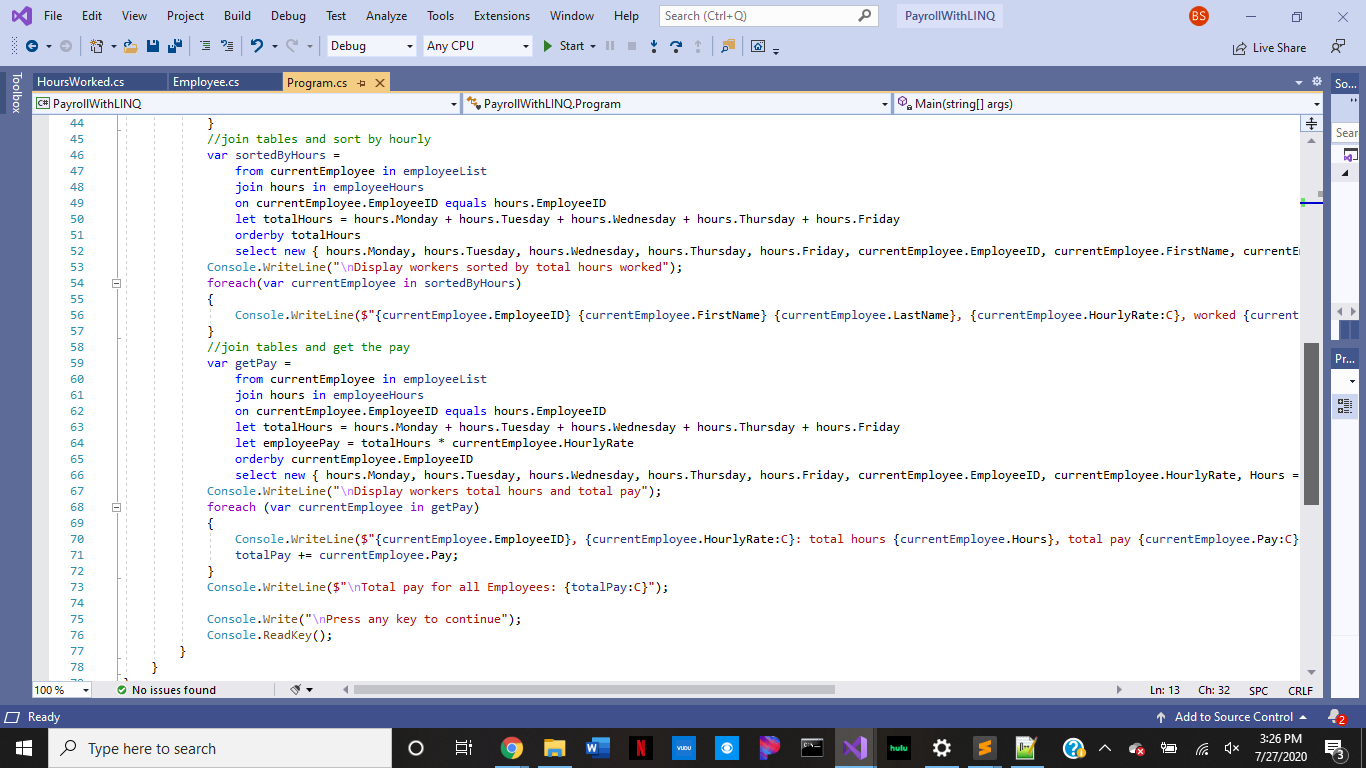 File Edit View Project Build Debug Test Analyze Tools Extensions Window Help Search (Ctrl+Q) PayrollWithLINQ BS
Debug Any CPU Start Live Share
Toolbox
HoursWorked.cs Employee.cs Program.cs So...
C# PayrollWithLINQ PayrollWithLINQ.Program Main(string[] args)
44 }
45 //join tables and sort by hourly
46 var sortedByHours =
47 from currentEmployee in employeeList
48 join hours in employeeHours
49 on currentEmployee.EmployeeID equals hours.EmployeeID
50 let totalHours = hours.Monday + hours.Tuesday + hours.Wednesday + hours.Thursday + hours.Friday
51 orderby totalHours
52 select new { hours.Monday, hours.Tuesday, hours.Wednesday, hours.Thursday, hours.Friday, currentEmployee.EmployeeID, currentEmployee.FirstName, currentE
53 Console.WriteLine("\nDisplay workers sorted by total hours worked");
54 foreach(var currentEmployee in sortedByHours)
55 {
56 Console.WriteLine($"{currentEmployee.EmployeeID} {currentEmployee.FirstName} {currentEmployee.LastName}, {currentEmployee.HourlyRate:C}, worked {current
57 }
58 //join tables and get the pay
59 var getPay =
60 from currentEmployee in employeeList
61 join hours in employeeHours
62 on currentEmployee.EmployeeID equals hours.EmployeeID
63 let totalHours = hours.Monday + hours.Tuesday + hours.Wednesday + hours.Thursday + hours.Friday
64 let employeePay = totalHours * currentEmployee.HourlyRate
65 orderby currentEmployee.EmployeeID
66 select new { hours.Monday, hours.Tuesday, hours.Wednesday, hours.Thursday, hours.Friday, currentEmployee.EmployeeID, currentEmployee.HourlyRate, Hours =
67 Console.WriteLine("\nDisplay workers total hours and total pay");
68 foreach (var currentEmployee in getPay)
69 {
70 Console.WriteLine($"{currentEmployee.EmployeeID}, {currentEmployee.HourlyRate:C}: total hours {currentEmployee.Hours}, total pay {currentEmployee.Pay:C}
71 totalPay += currentEmployee.Pay;
72 }
73 Console.WriteLine($"\nTotal pay for all Employees: {totalPay:C}");
74
75 Console.Write("\nPress any key to continue");
76 Console.ReadKey();
77 }
78 }
Sear
Pr...
100 % No issues found Ln: 13 Ch: 32 SPC CRLF
Ready Add to Source Control 2
Type here to search VUDU hulu 3:26 PM
7/27/2020 3